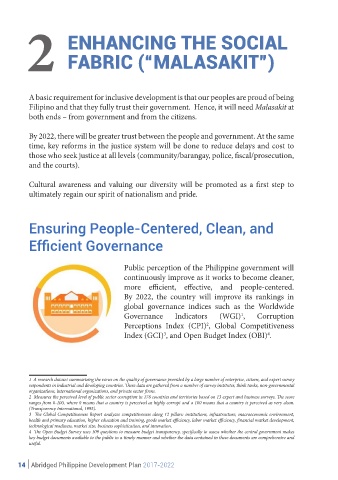 2
ENHANCING THE SOCIAL
FABRIC (“MALASAKIT”)
A basic requirement for inclusive development is that our peoples are proud of being
Filipino and that they fully trust their government. Hence, it will need Malasakit at
both ends – from government and from the citizens.
By 2022, there will be greater trust between the people and government. At the same
time, key reforms in the justice system will be done to reduce delays and cost to
those who seek justice at all levels (community/barangay, police, fiscal/prosecution,
and the courts).
Cultural awareness and valuing our diversity will be promoted as a first step to
ultimately regain our spirit of nationalism and pride.
Ensuring People-Centered, Clean, and
Efficient Governance
Public perception of the Philippine government will
continuously improve as it works to become cleaner,
more efficient, effective, and people-centered.
By 2022, the country will improve its rankings in
global governance indices such as the Worldwide
Governance Indicators (WGI)1, Corruption
Perceptions Index (CPI)2, Global Competitiveness
Index (GCI)3, and Open Budget Index (OBI)4.
1 A research dataset summarizing the views on the quality of governance provided by a large number of enterprise, citizen, and expert survey
respondents in industrial and developing countries. These data are gathered from a number of survey institutes, think tanks, non-governmental
organizations, international organizations, and private sector firms.
2 Measures the perceived level of public sector corruption in 176 countries and territories based on 13 expert and business surveys. The score
ranges from 0-100, where 0 means that a country is perceived as highly corrupt and a 100 means that a country is perceived as very clean.
(Transparency International, 1995).
3 The Global Competitiveness Report analyzes competitiveness along 12 pillars: institutions, infrastructure, macroeconomic environment,
health and primary education, higher education and training, goods market efficiency, labor market efficiency, financial market development,
technological readiness, market size, business sophistication, and innovation.
4 The Open Budget Survey uses 109 questions to measure budget transparency, specifically to assess whether the central government makes
key budget documents available to the public in a timely manner and whether the data contained in these documents are comprehensive and
useful.
14 | Abridged Philippine Development Plan 2017-2022